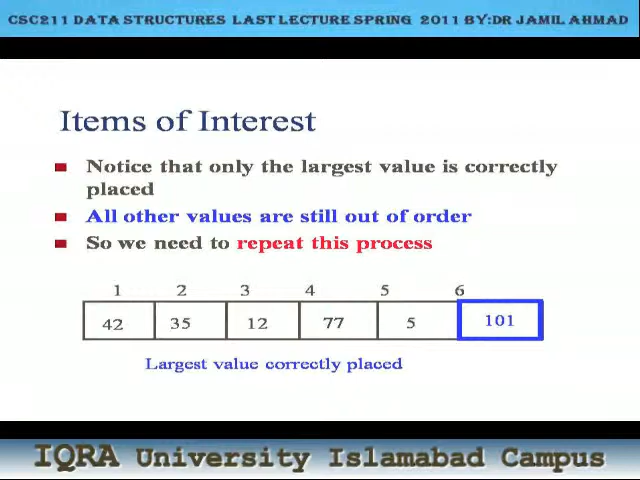 CSC211 DATA STRUCTURES LAST LECTURE SPRING 2011 BY:DR JAMIL AHMAD
Items of Interest
Notice that only the largest value is correctly
placed
All other values are still out of order
So we need to repeat this process
1 2 3 4 5 6
42 35 12 77 5 101
Largest value correctly placed
IQRA University Islamabad Campus